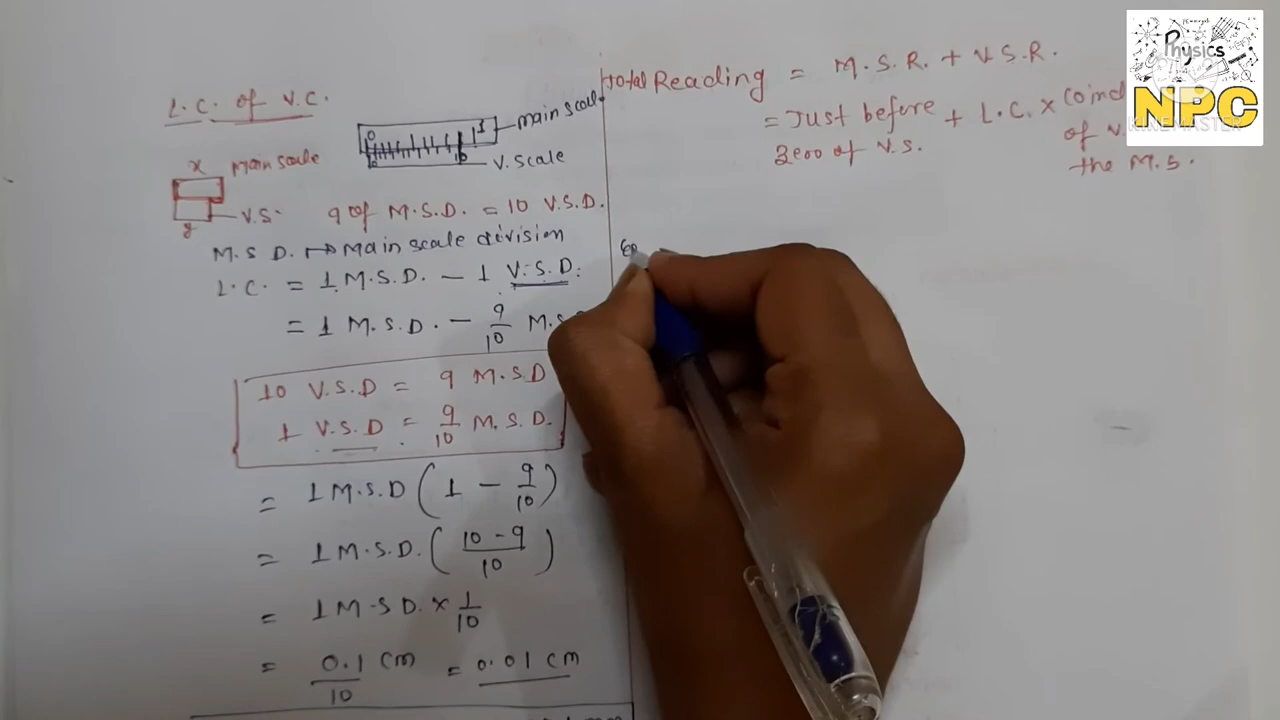 L.C. of V.C.
main scale
V. scale
x Main scale
V.S.
y
9 of M.S.D. = 10 V.S.D.
M.S D. ↦ Main scale division
L.C. = 1 M.S.D. - 1 V.S.D.
= 1 M.S.D. - 9/10 M.S
10 V.S.D = 9 M.S.D
1 V.S.D = 9/10 M.S.D.
= 1 M.S.D ( 1 - 9/10 )
= 1 M.S.D. ( 10 - 9 / 10 )
= 1 M.S D. × 1/10
= 0.1 cm / 10 = 0.01 cm
total Reading = M.S.R. + V.S.R.
= Just before + L.C. ×
zero of V.S.
of
the M.S.
Physics
NPC